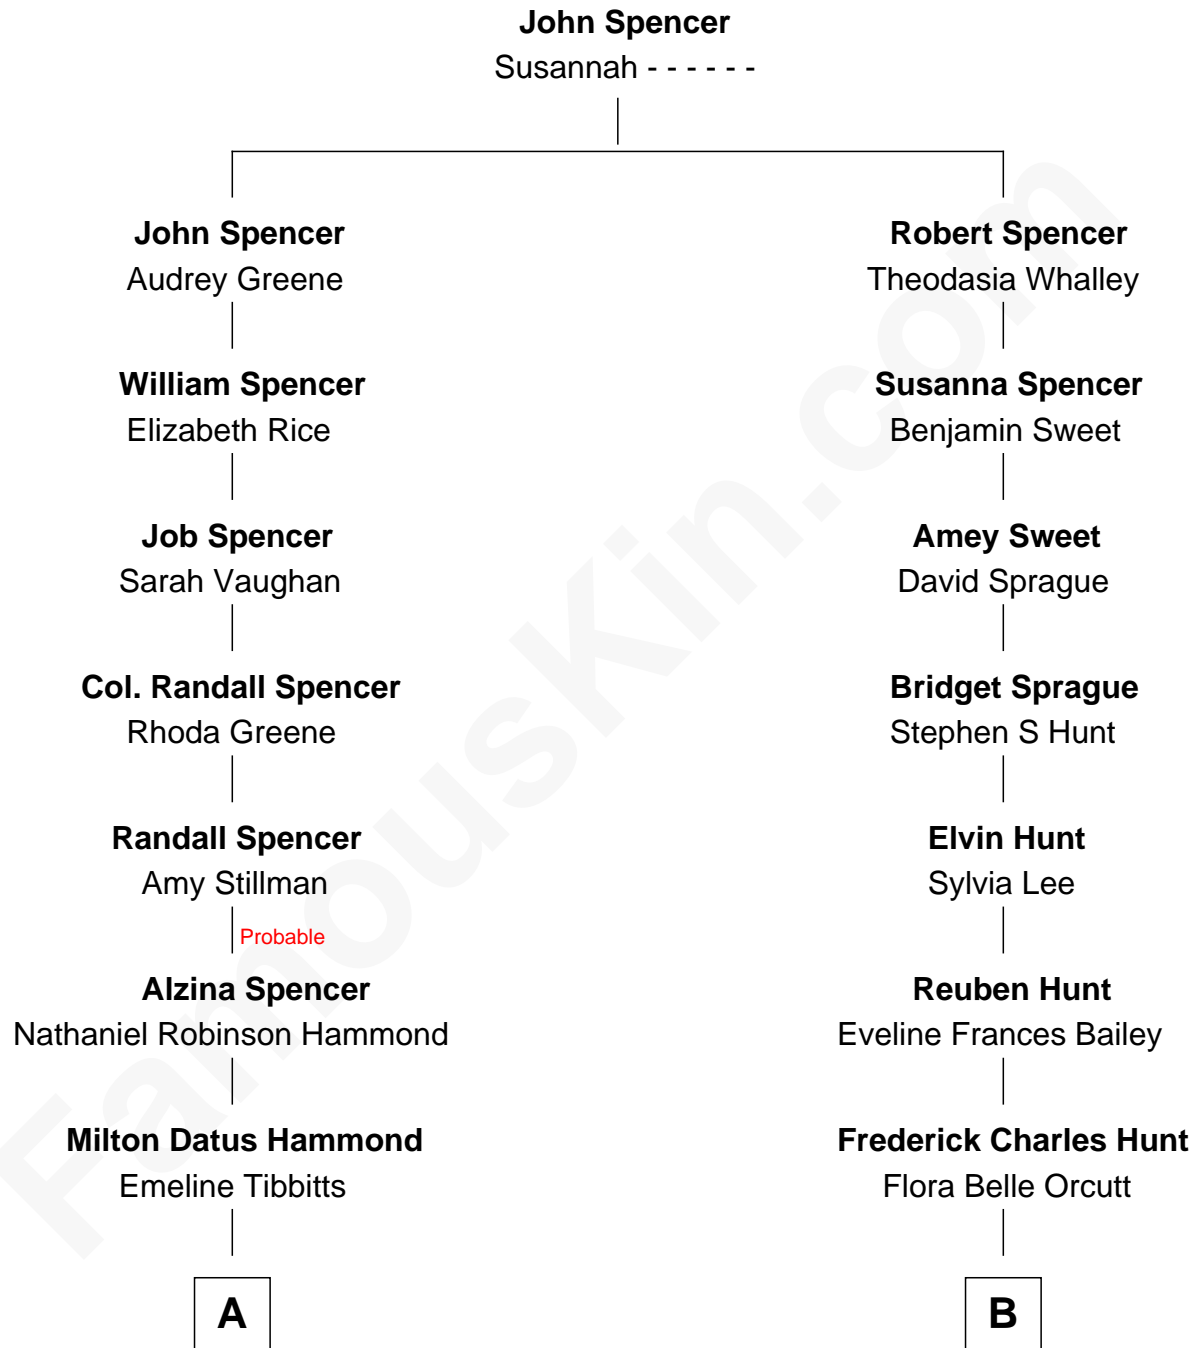 John Spencer
Susannah - - - - - -
John Spencer
Audrey Greene
William Spencer
Elizabeth Rice
Job Spencer
Sarah Vaughan
Col. Randall Spencer
Rhoda Greene
Randall Spencer
Amy Stillman
Probable
Alzina Spencer
Nathaniel Robinson Hammond
Milton Datus Hammond
Emeline Tibbitts
A
Robert Spencer
Theodasia Whalley
Susanna Spencer
Benjamin Sweet
Amey Sweet
David Sprague
Bridget Sprague
Stephen S Hunt
Elvin Hunt
Sylvia Lee
Reuben Hunt
Eveline Frances Bailey
Frederick Charles Hunt
Flora Belle Orcutt
B
FamousKin.com